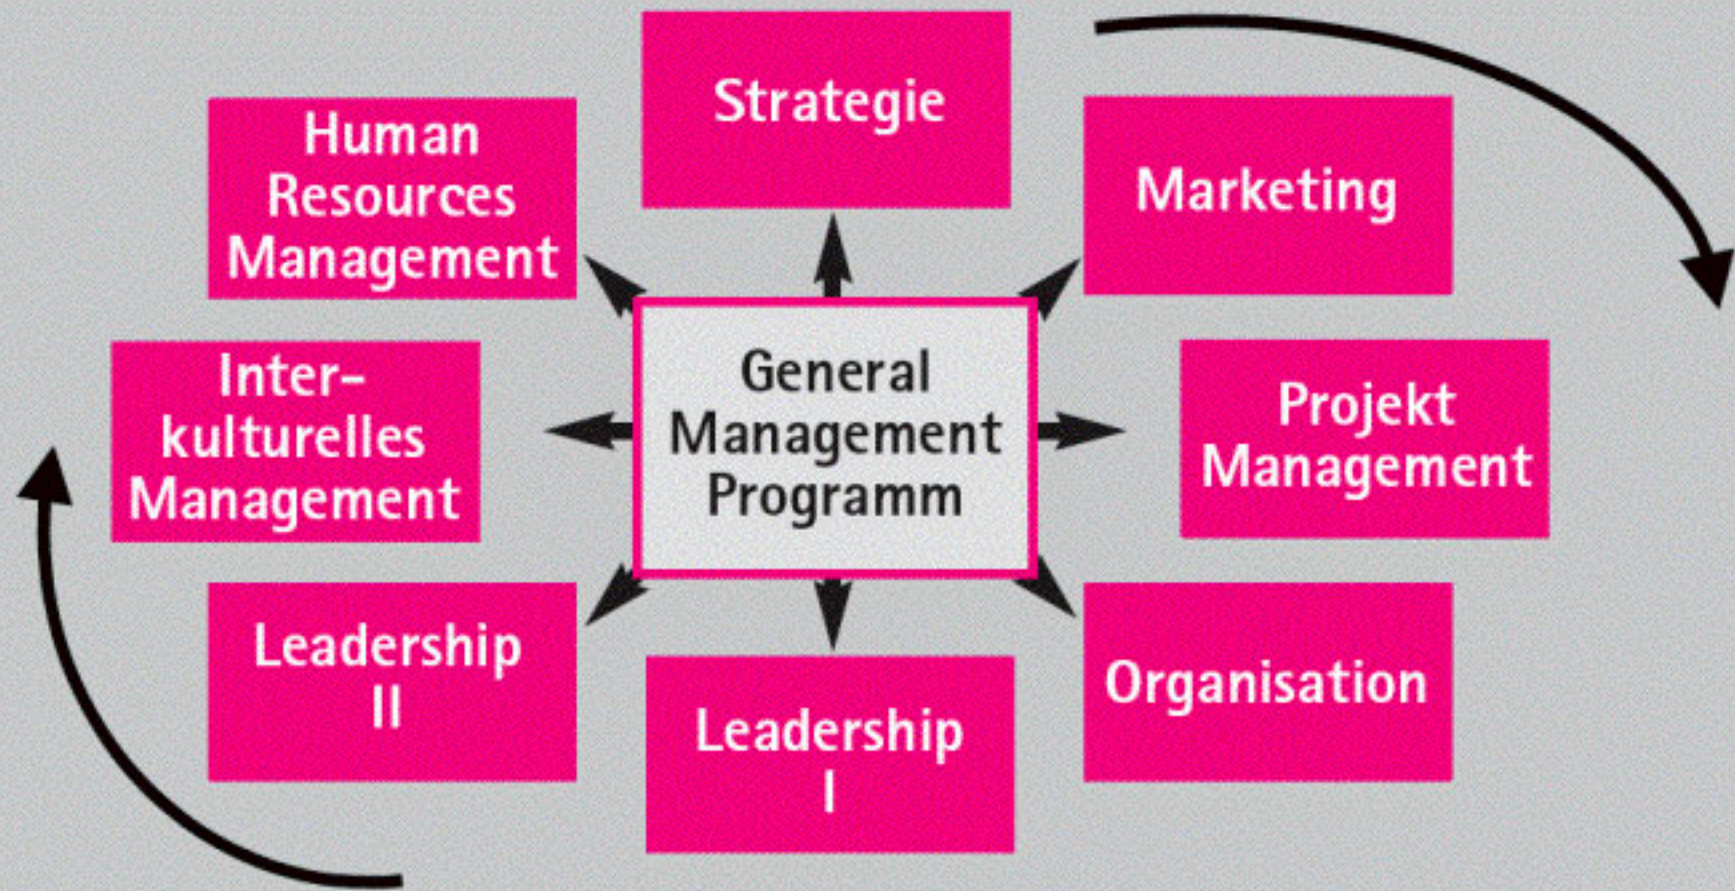 Strategie
Marketing
Projekt
Management
Organisation
Leadership
I
Leadership
II
Inter-
kulturelles
Management
Human
Resources
Management
General
Management
Programm